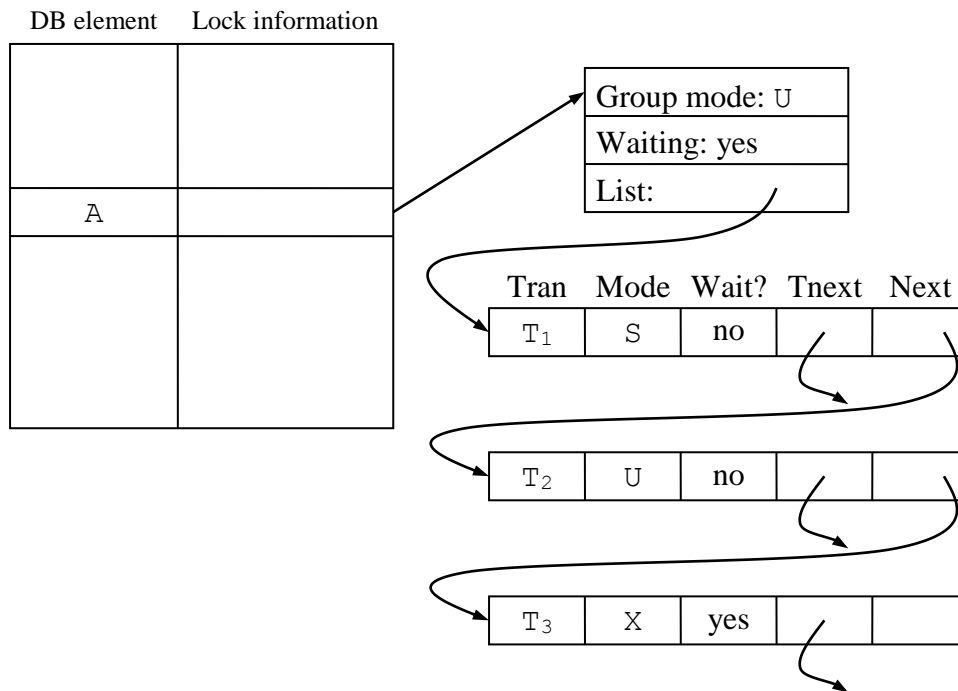 DB element Lock information
Group mode: U
Waiting: yes
A
List:
Tran Mode Wait? Tnext Next
T₁ S no
T₂ U no
T₃ X yes